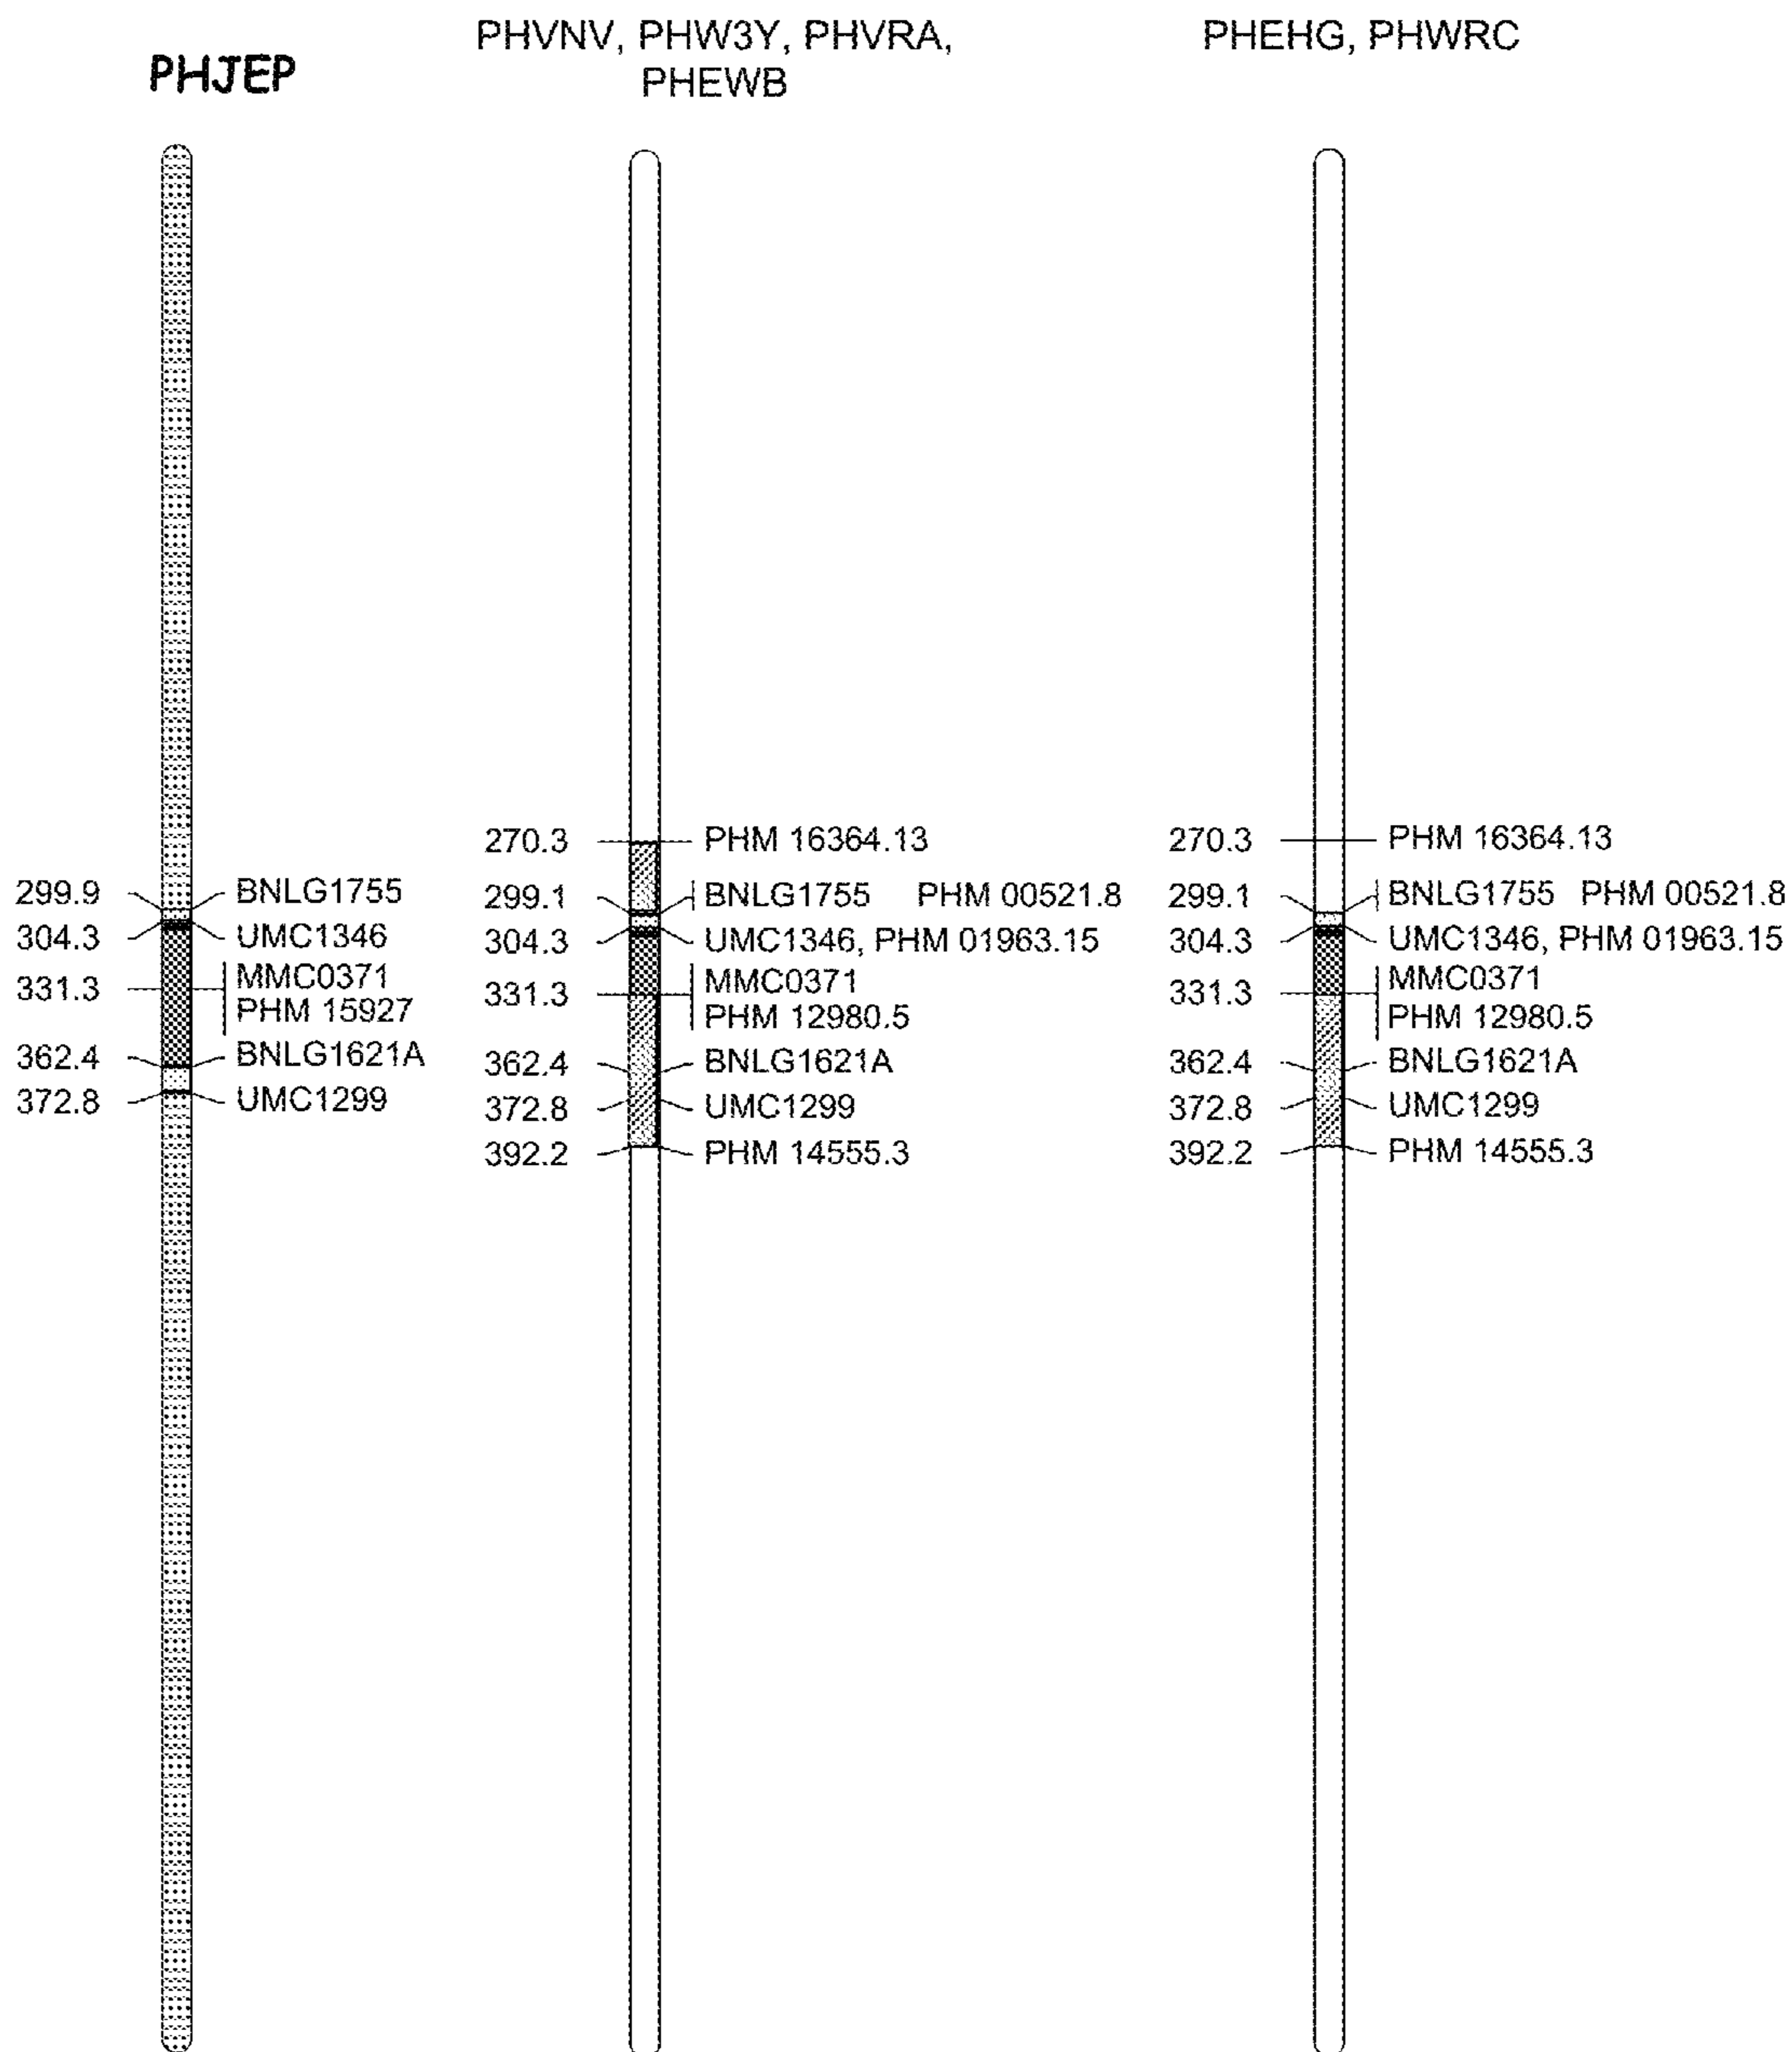 PHJEP
PHVNV, PHW3Y, PHVRA,
PHEWB
PHEHG, PHWRC
299.9 BNLG1755
304.3 UMC1346
331.3 MMC0371
PHM 15927
362.4 BNLG1621A
372.8 UMC1299
270.3 PHM 16364.13
299.1 BNLG1755 PHM 00521.8
304.3 UMC1346, PHM 01963.15
331.3 MMC0371
PHM 12980.5
362.4 BNLG1621A
372.8 UMC1299
392.2 PHM 14555.3
270.3 PHM 16364.13
299.1 BNLG1755 PHM 00521.8
304.3 UMC1346, PHM 01963.15
331.3 MMC0371
PHM 12980.5
362.4 BNLG1621A
372.8 UMC1299
392.2 PHM 14555.3